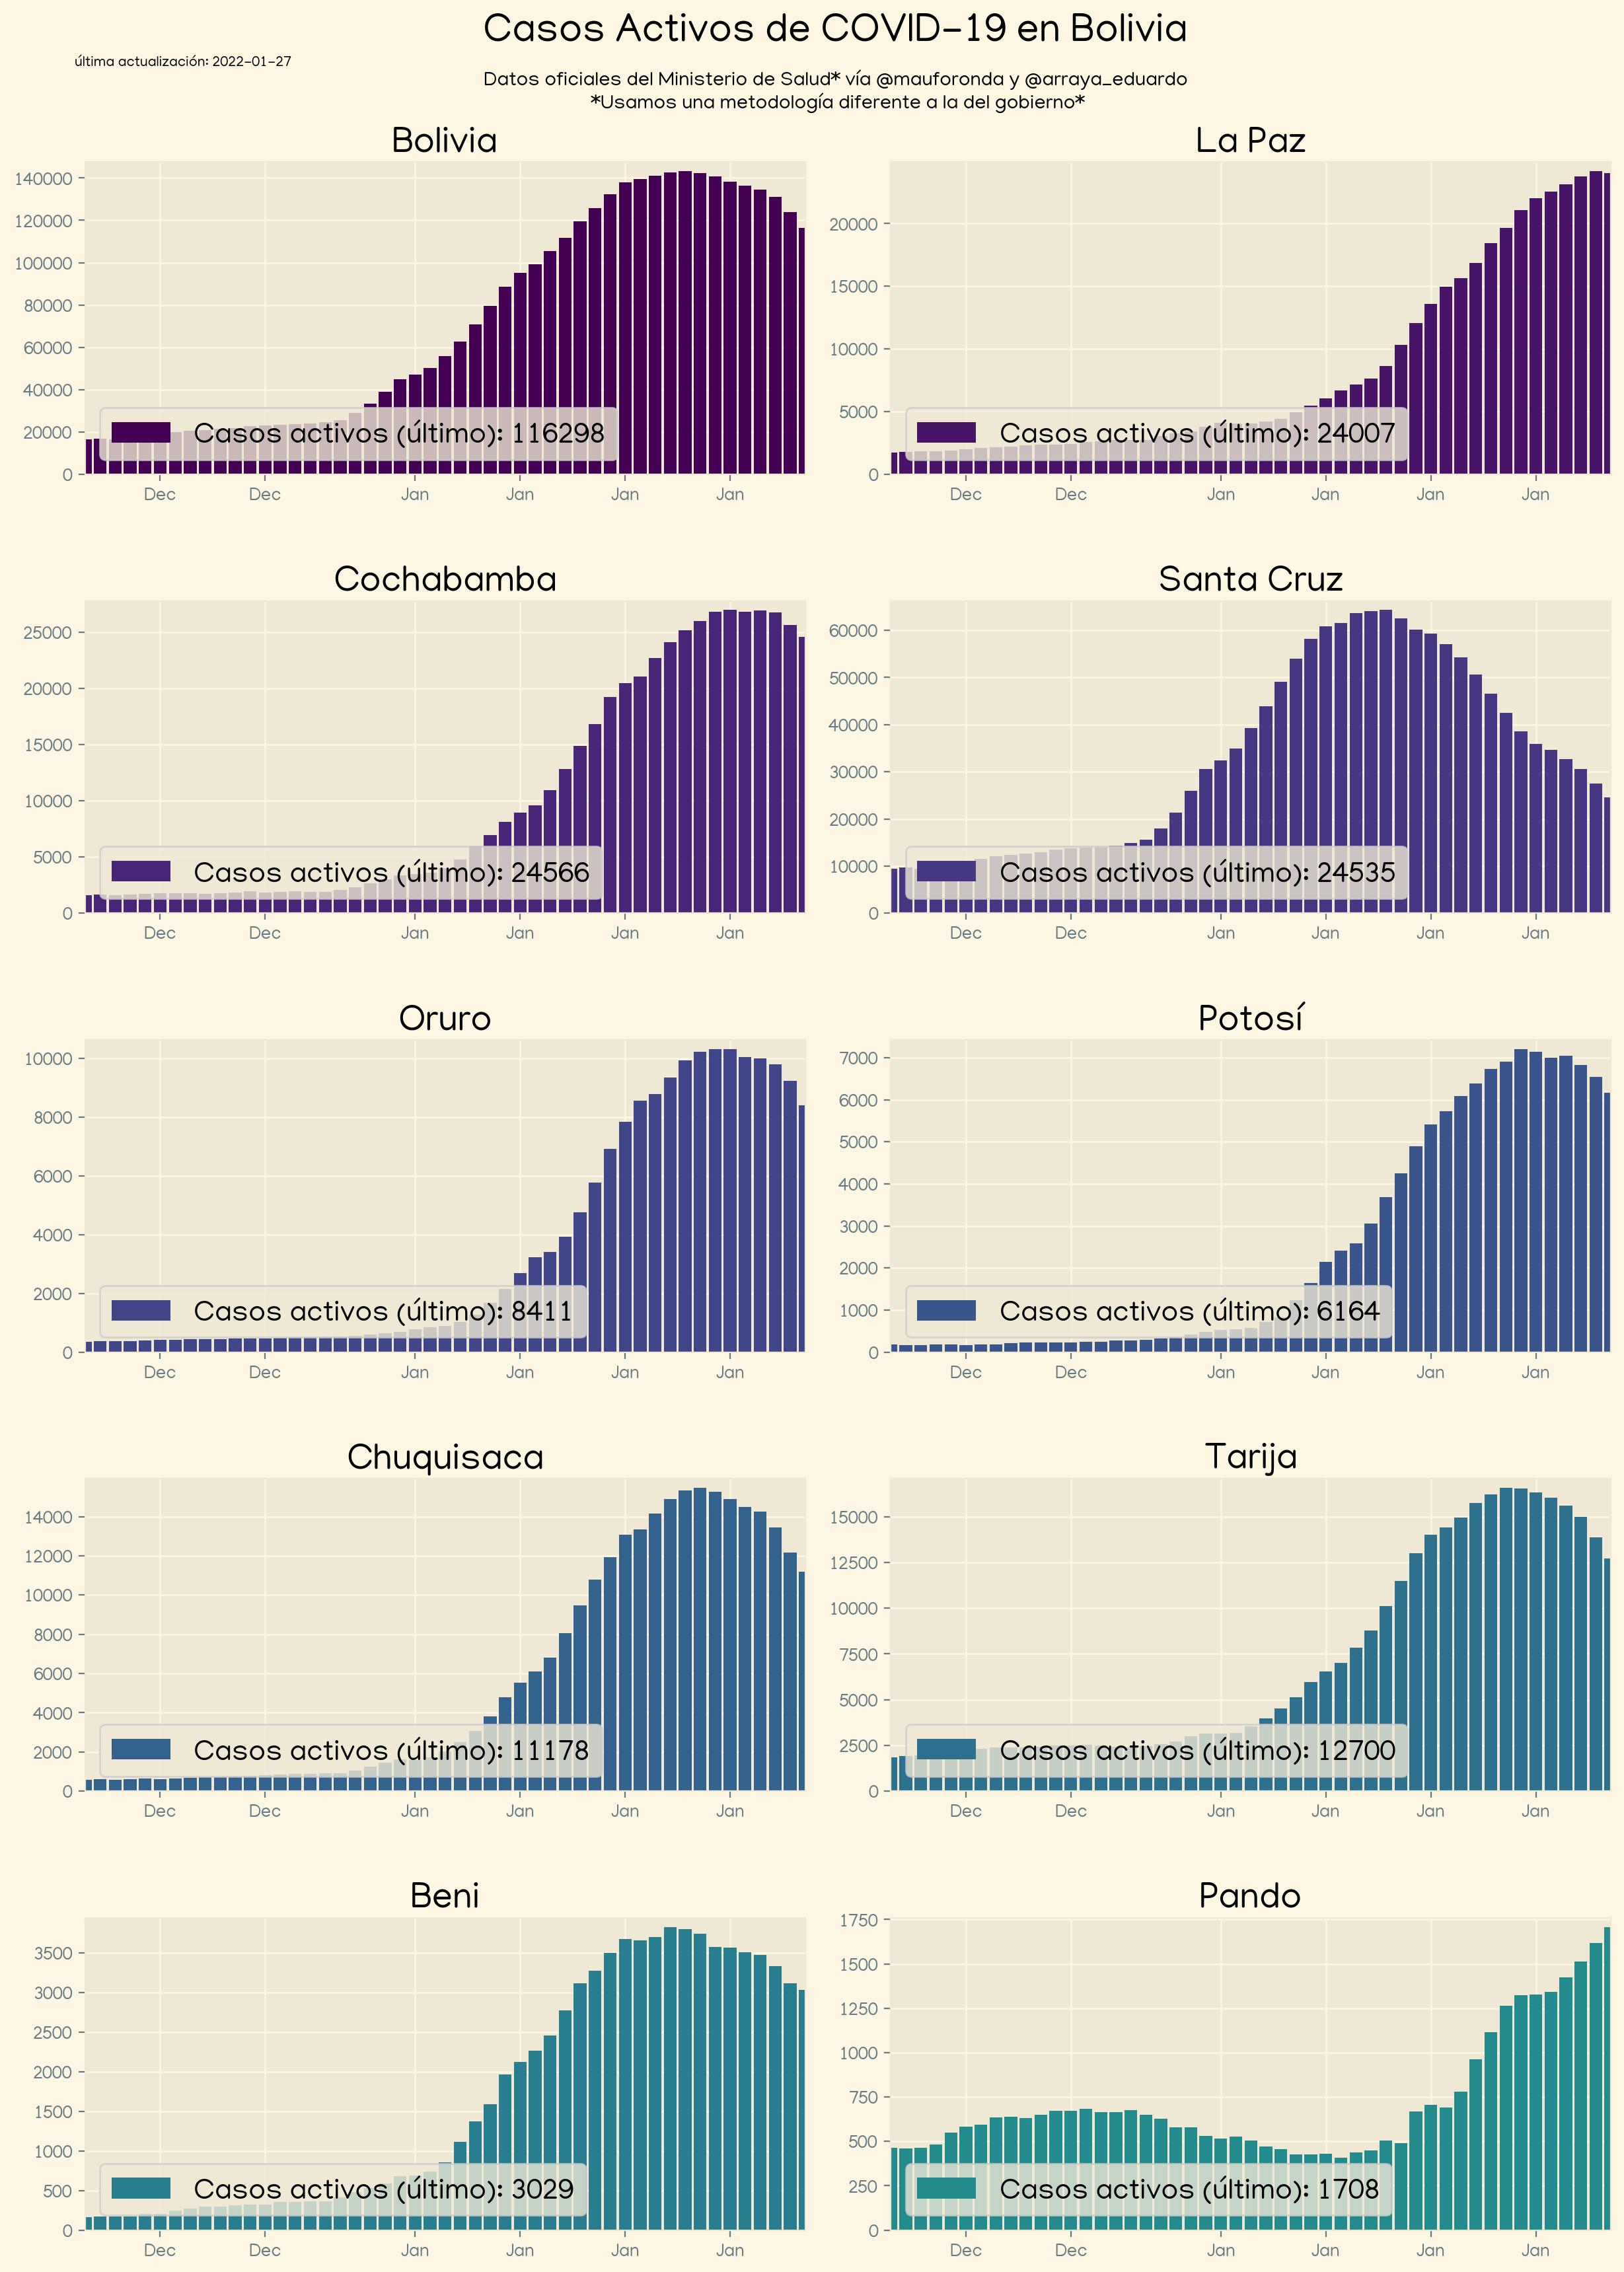 Casos Activos de COVID-19 en Bolivia
última actualización: 2022-01-27
Datos oficiales del Ministerio de Salud* vía @mauforonda y @arraya_eduardo
*Usamos una metodología diferente a la del gobierno*
Bolivia
140000
120000
100000
80000
60000
40000
20000
0
Casos activos (último): 116298
Dec Dec Jan Jan Jan Jan
La Paz
20000
15000
10000
5000
0
Casos activos (último): 24007
Dec Dec Jan Jan Jan Jan
Cochabamba
25000
20000
15000
10000
5000
0
Casos activos (último): 24566
Dec Dec Jan Jan Jan Jan
Santa Cruz
60000
50000
40000
30000
20000
10000
0
Casos activos (último): 24535
Dec Dec Jan Jan Jan Jan
Oruro
10000
8000
6000
4000
2000
0
Casos activos (último): 8411
Dec Dec Jan Jan Jan Jan
Potosí
7000
6000
5000
4000
3000
2000
1000
0
Casos activos (último): 6164
Dec Dec Jan Jan Jan Jan
Chuquisaca
14000
12000
10000
8000
6000
4000
2000
0
Casos activos (último): 11178
Dec Dec Jan Jan Jan Jan
Tarija
15000
12500
10000
7500
5000
2500
0
Casos activos (último): 12700
Dec Dec Jan Jan Jan Jan
Beni
3500
3000
2500
2000
1500
1000
500
0
Casos activos (último): 3029
Dec Dec Jan Jan Jan Jan
Pando
1750
1500
1250
1000
750
500
250
0
Casos activos (último): 1708
Dec Dec Jan Jan Jan Jan